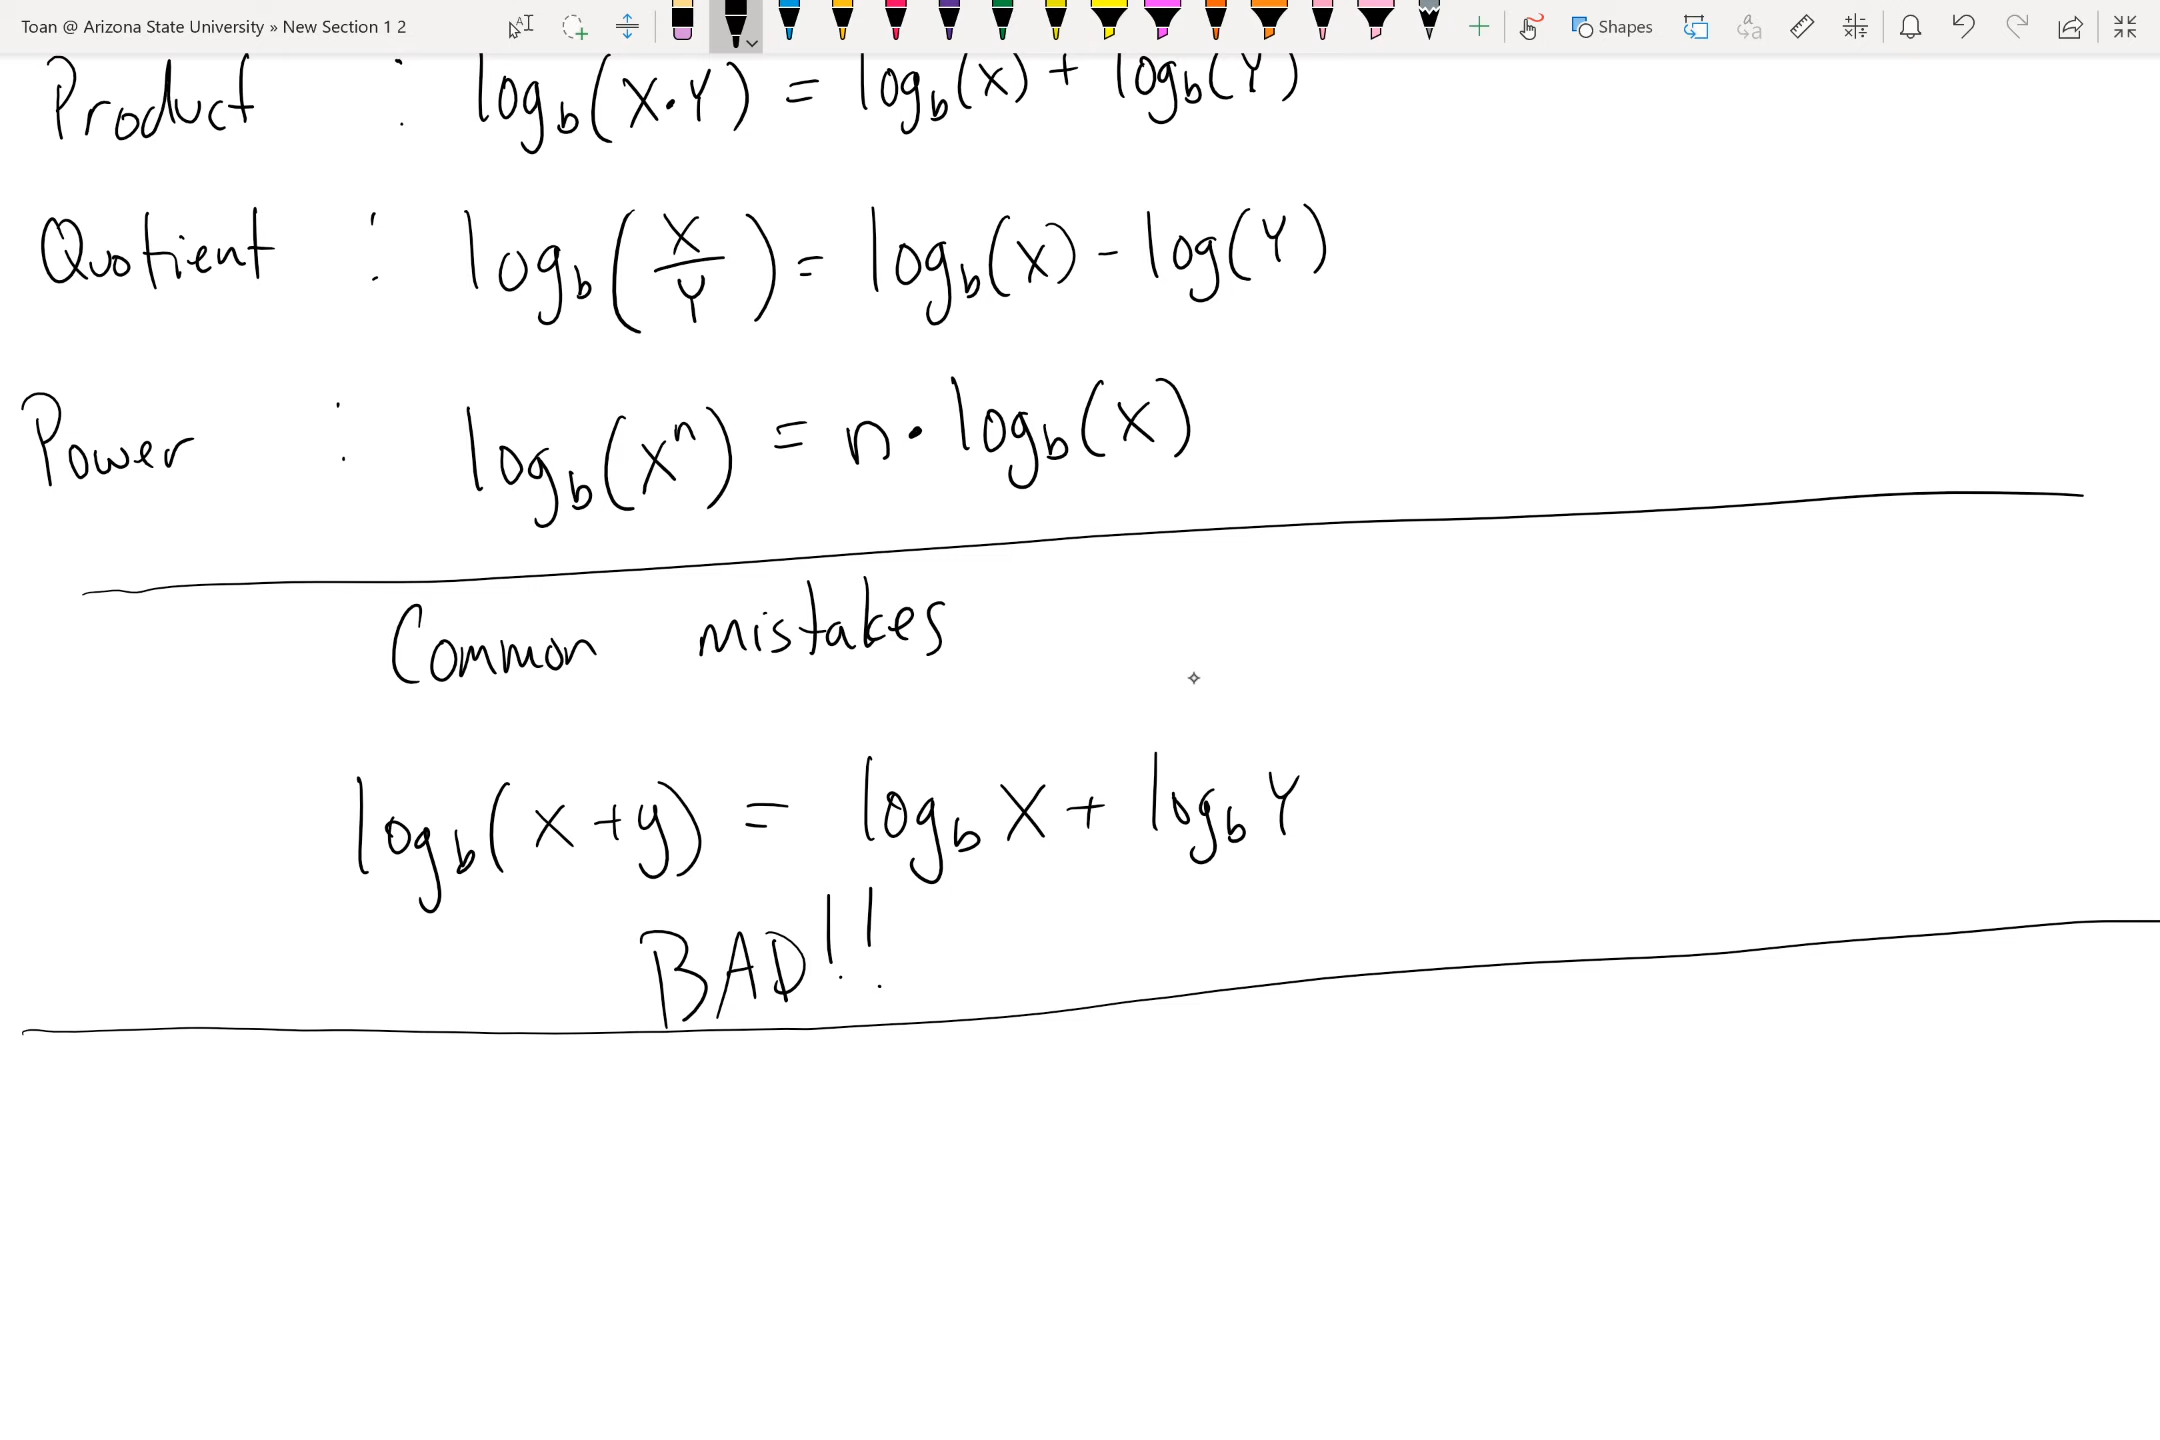 Toan @ Arizona State University » New Section 1 2
Shapes
Product : log_b(X·Y) = log_b(X) + log_b(Y)
Quotient : log_b(X/Y) = log_b(X) - log(Y)
Power : log_b(X^n) = n · log_b(X)
Common mistakes
log_b(X+y) = log_b X + log_b Y
BAD!!